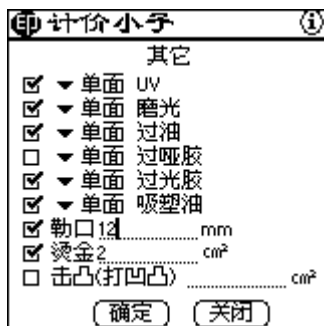 EP 计价小子 i
其它
单面 UV
单面 磨光
单面 过油
单面 过哑胶
单面 过光胶
单面 吸塑油
勒口12 mm
烫金2 cm²
击凸(打凹凸) cm²
确定 关闭